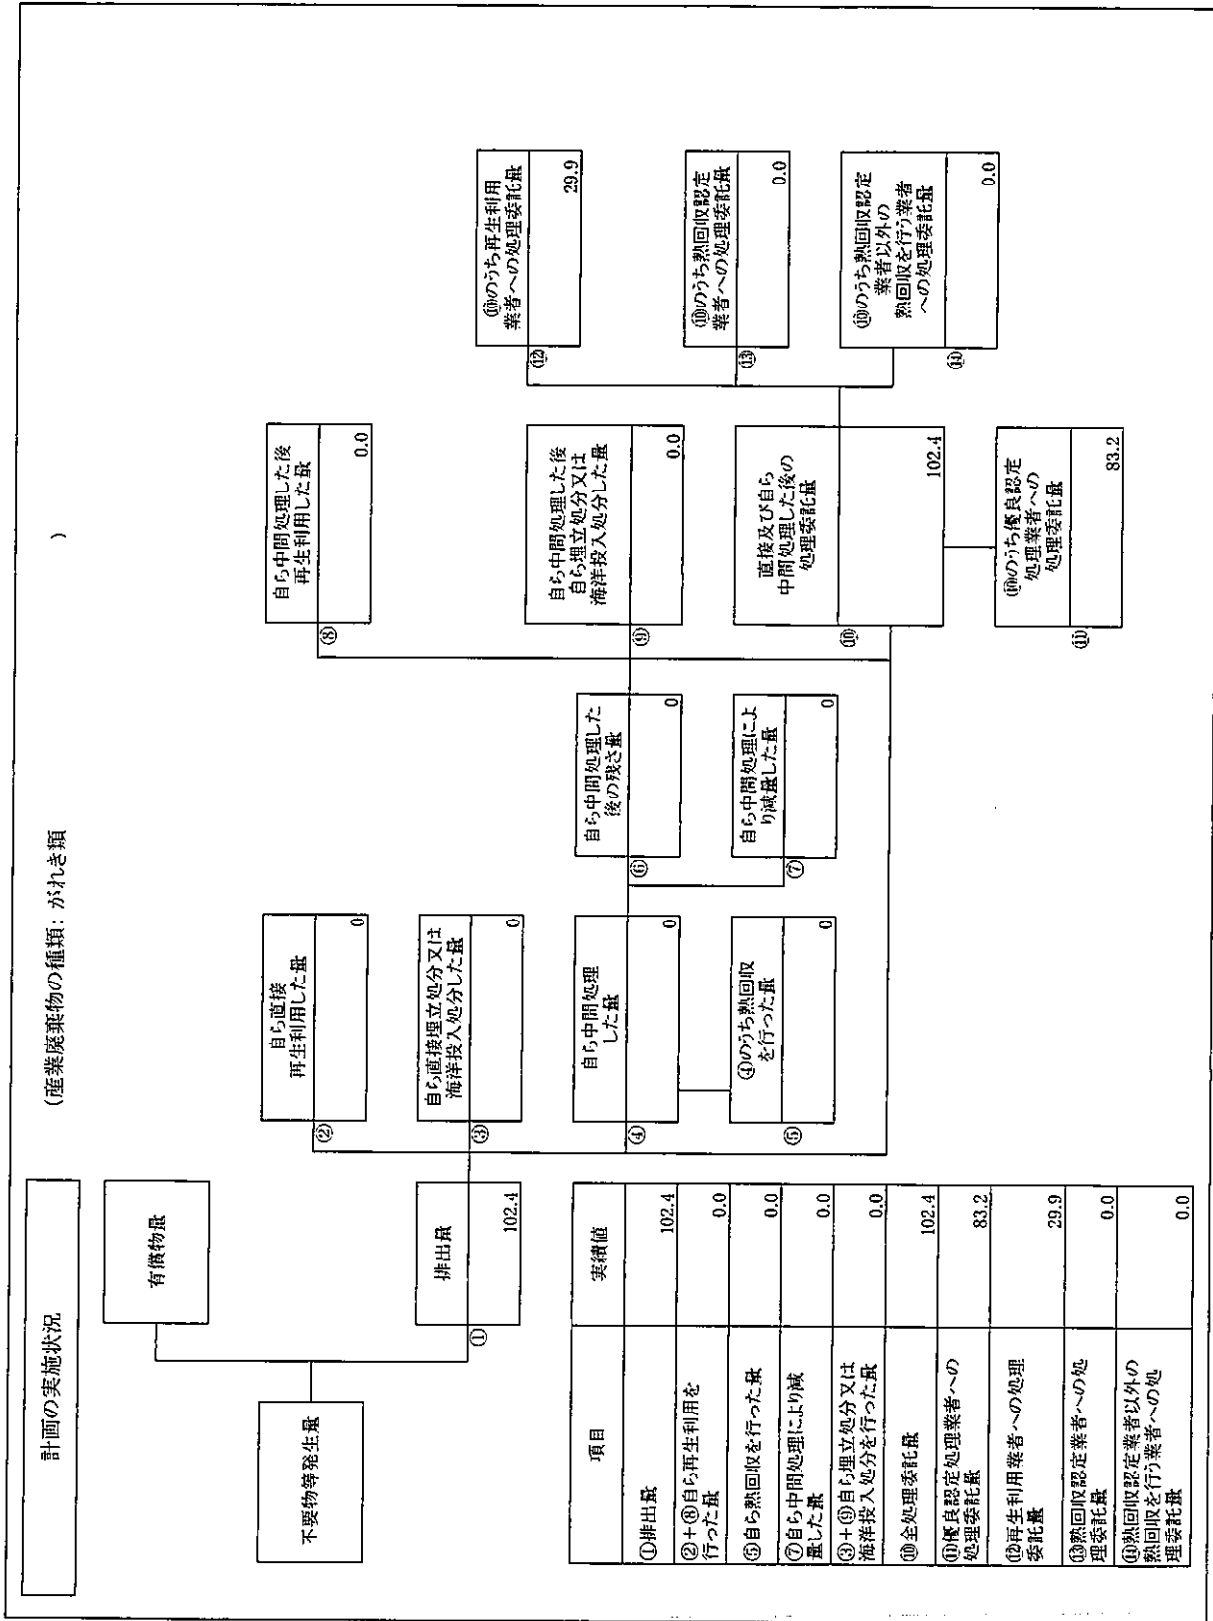 計画の実施状況
（産業廃棄物の種類：がれき類
）
不要物等発生量
有償物量
排出量
①
102.4
自ら直接
再生利用した量
②
0
自ら直接埋立処分又は
海洋投入処分した量
③
0
自ら中間処理
した量
④
0
④のうち熱回収
を行った量
⑤
0
自ら中間処理した
後の残さ量
⑥
0
自ら中間処理によ
り減量した量
⑦
0
自ら中間処理した後
再生利用した量
⑧
0.0
自ら中間処理した後
自ら埋立処分又は
海洋投入処分した量
⑨
0.0
直接及び自ら
中間処理した後の
処理委託量
⑩
102.4
⑩のうち優良認定
処理業者への
処理委託量
⑪
83.2
⑩のうち再生利用
業者への処理委託量
⑫
29.9
⑩のうち熱回収認定
業者への処理委託量
⑬
0.0
⑩のうち熱回収認定
業者以外の
熱回収を行う業者
への処理委託量
⑭
0.0
項目 実績値
①排出量 102.4
②＋⑧自ら再生利用を
行った量 0.0
⑤自ら熱回収を行った量 0.0
⑦自ら中間処理により減
量した量 0.0
③＋⑨自ら埋立処分又は
海洋投入処分を行った量 0.0
⑩全処理委託量 102.4
⑪優良認定処理業者への
処理委託量 83.2
⑫再生利用業者への処理
委託量 29.9
⑬熱回収認定業者への処
理委託量 0.0
⑭熱回収認定業者以外の
熱回収を行う業者への処
理委託量 0.0